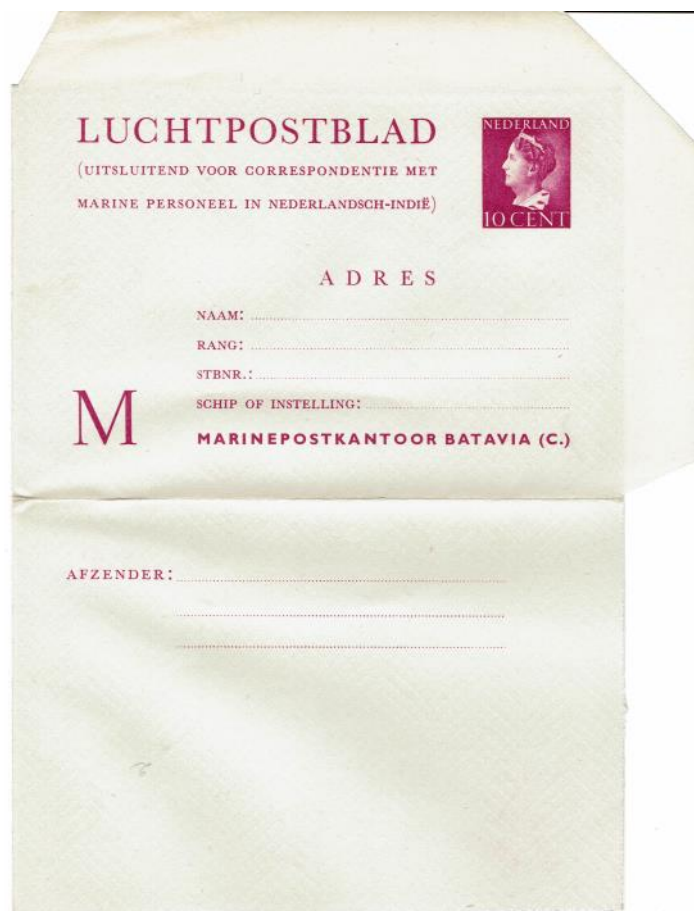 LUCHTPOSTBLAD
(UITSLUITEND VOOR CORRESPONDENTIE MET
MARINE PERSONEEL IN NEDERLANDSCH-INDIË)
NEDERLAND
10 CENT
ADRES
NAAM:
RANG:
STBNR.:
SCHIP OF INSTELLING:
M
MARINEPOSTKANTOOR BATAVIA (C.)
AFZENDER: